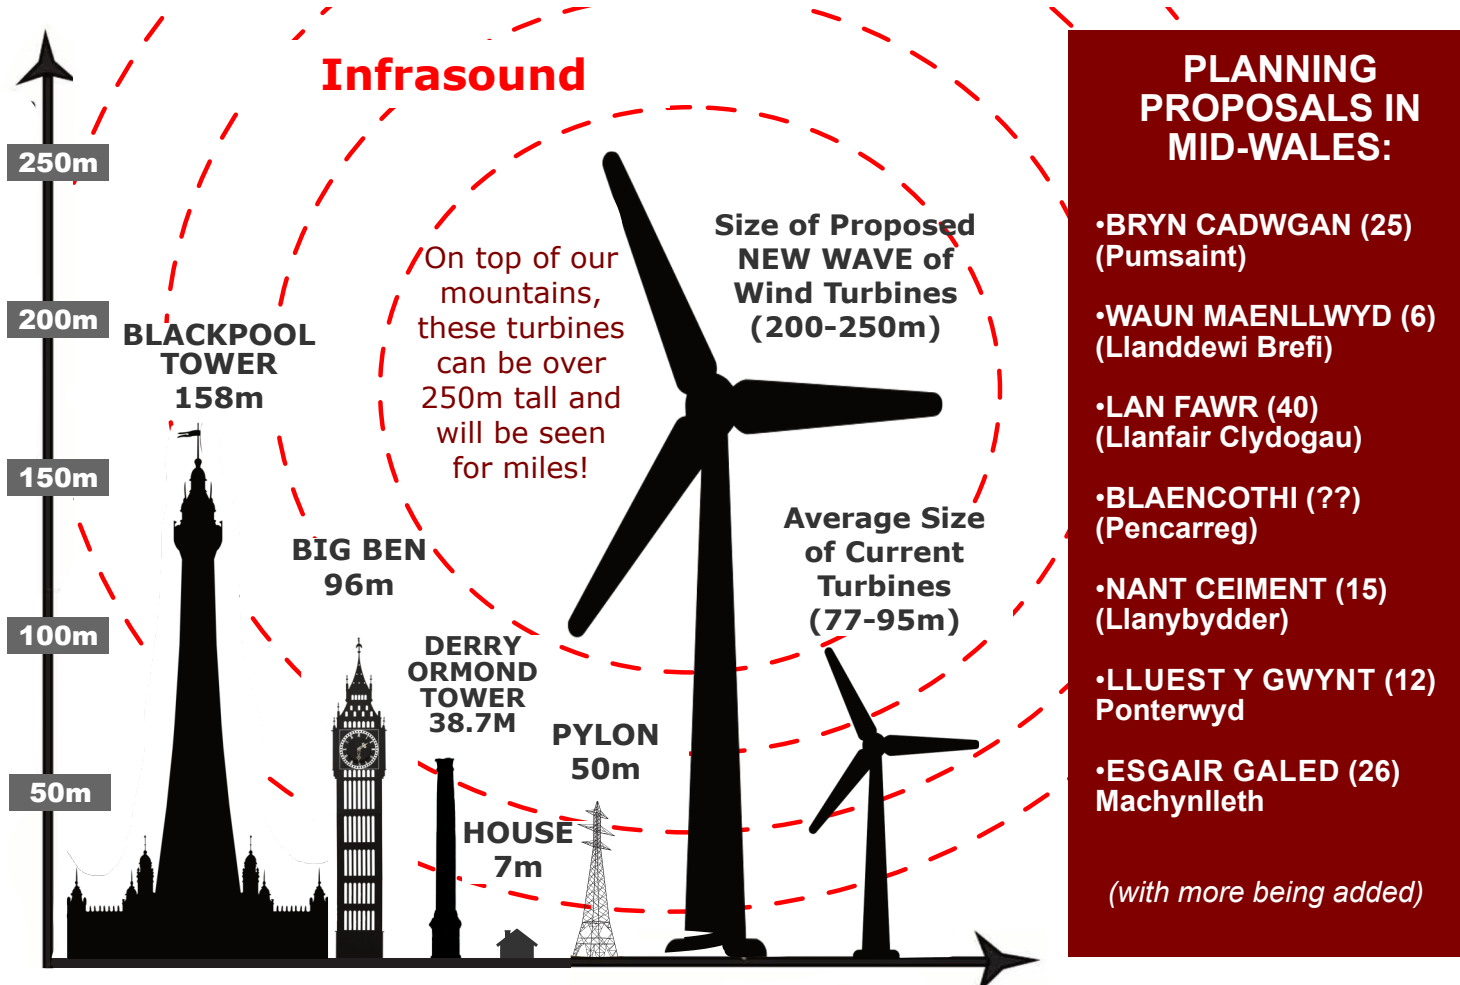 Infrasound
250m
200m
150m
100m
50m
BLACKPOOL
TOWER
158m
BIG BEN
96m
DERRY
ORMOND
TOWER
38.7M
HOUSE
7m
PYLON
50m
On top of our
mountains,
these turbines
can be over
250m tall and
will be seen
for miles!
Size of Proposed
NEW WAVE of
Wind Turbines
(200-250m)
Average Size
of Current
Turbines
(77-95m)
PLANNING
PROPOSALS IN
MID-WALES:
•BRYN CADWGAN (25)
(Pumsaint)
•WAUN MAENLLWYD (6)
(Llanddewi Brefi)
•LAN FAWR (40)
(Llanfair Clydogau)
•BLAENCOTHI (??)
(Pencarreg)
•NANT CEIMENT (15)
(Llanybydder)
•LLUEST Y GWYNT (12)
Ponterwyd
•ESGAIR GALED (26)
Machynlleth
(with more being added)